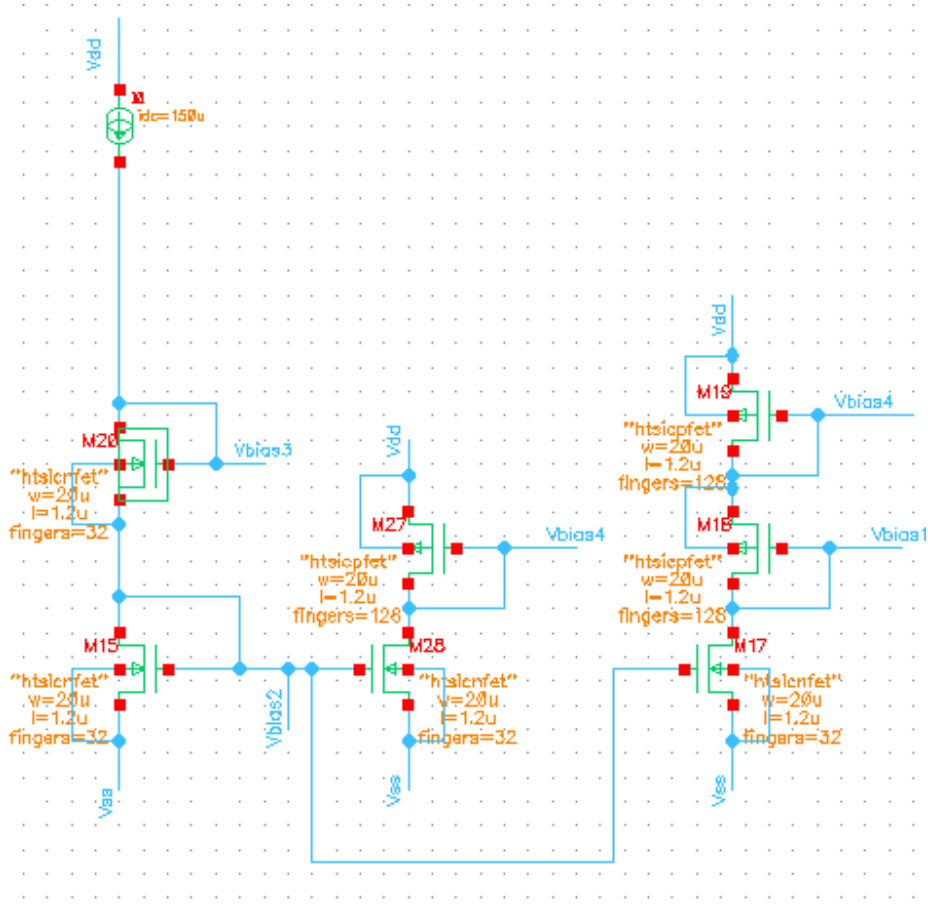 Vdd
idc=150u
M20
Vbias3
"htsicnfet"
w=20u
l=1.2u
fingers=32
M15
"htsicnfet"
w=20u
l=1.2u
fingers=32
Vss
Vbias2
Vdd
M27
Vbias4
"htsicpfet"
w=20u
l=1.2u
fingers=128
M28
"htsicnfet"
w=20u
l=1.2u
fingers=32
Vss
Vdd
M19
Vbias4
"htsicpfet"
w=20u
l=1.2u
fingers=128
M18
Vbias1
"htsicpfet"
w=20u
l=1.2u
fingers=128
M17
"htsicnfet"
w=20u
l=1.2u
fingers=32
Vss